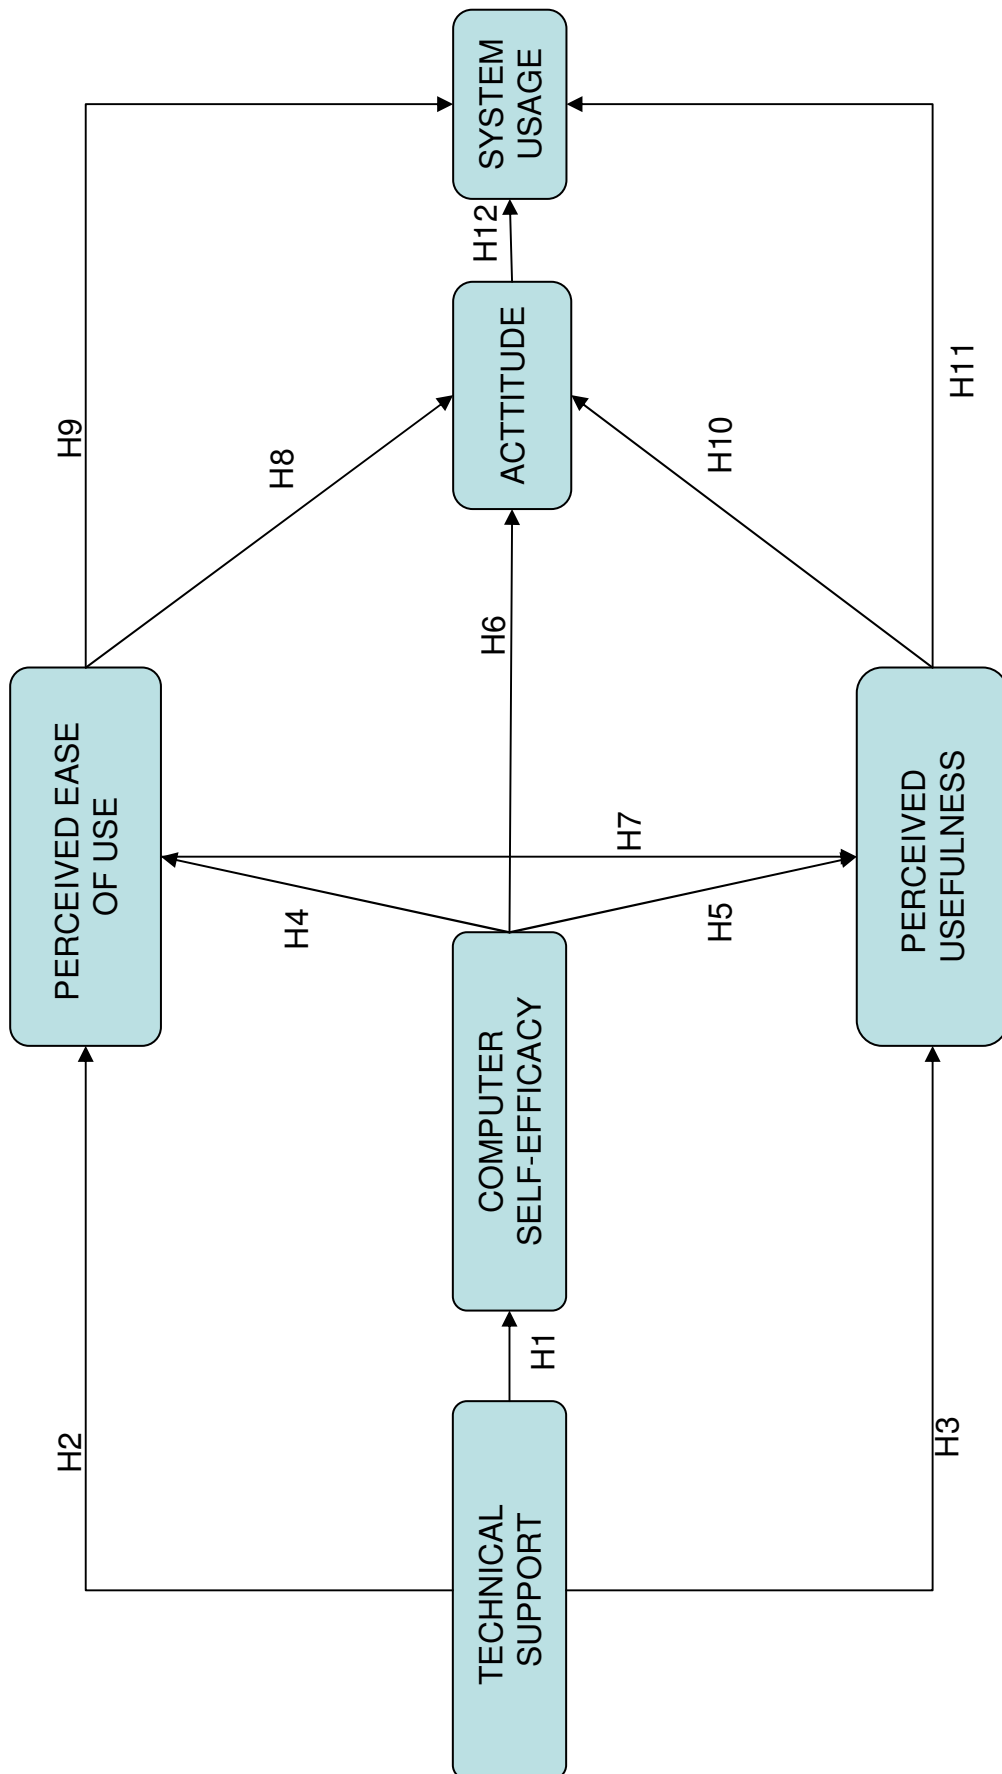 H2
PERCEIVED EASE
OF USE
H9
H4
H8
TECHNICAL
SUPPORT
H1
COMPUTER
SELF-EFFICACY
H6
ACTTITUDE
H12
SYSTEM
USAGE
H7
H5
H10
H3
PERCEIVED
USEFULNESS
H11